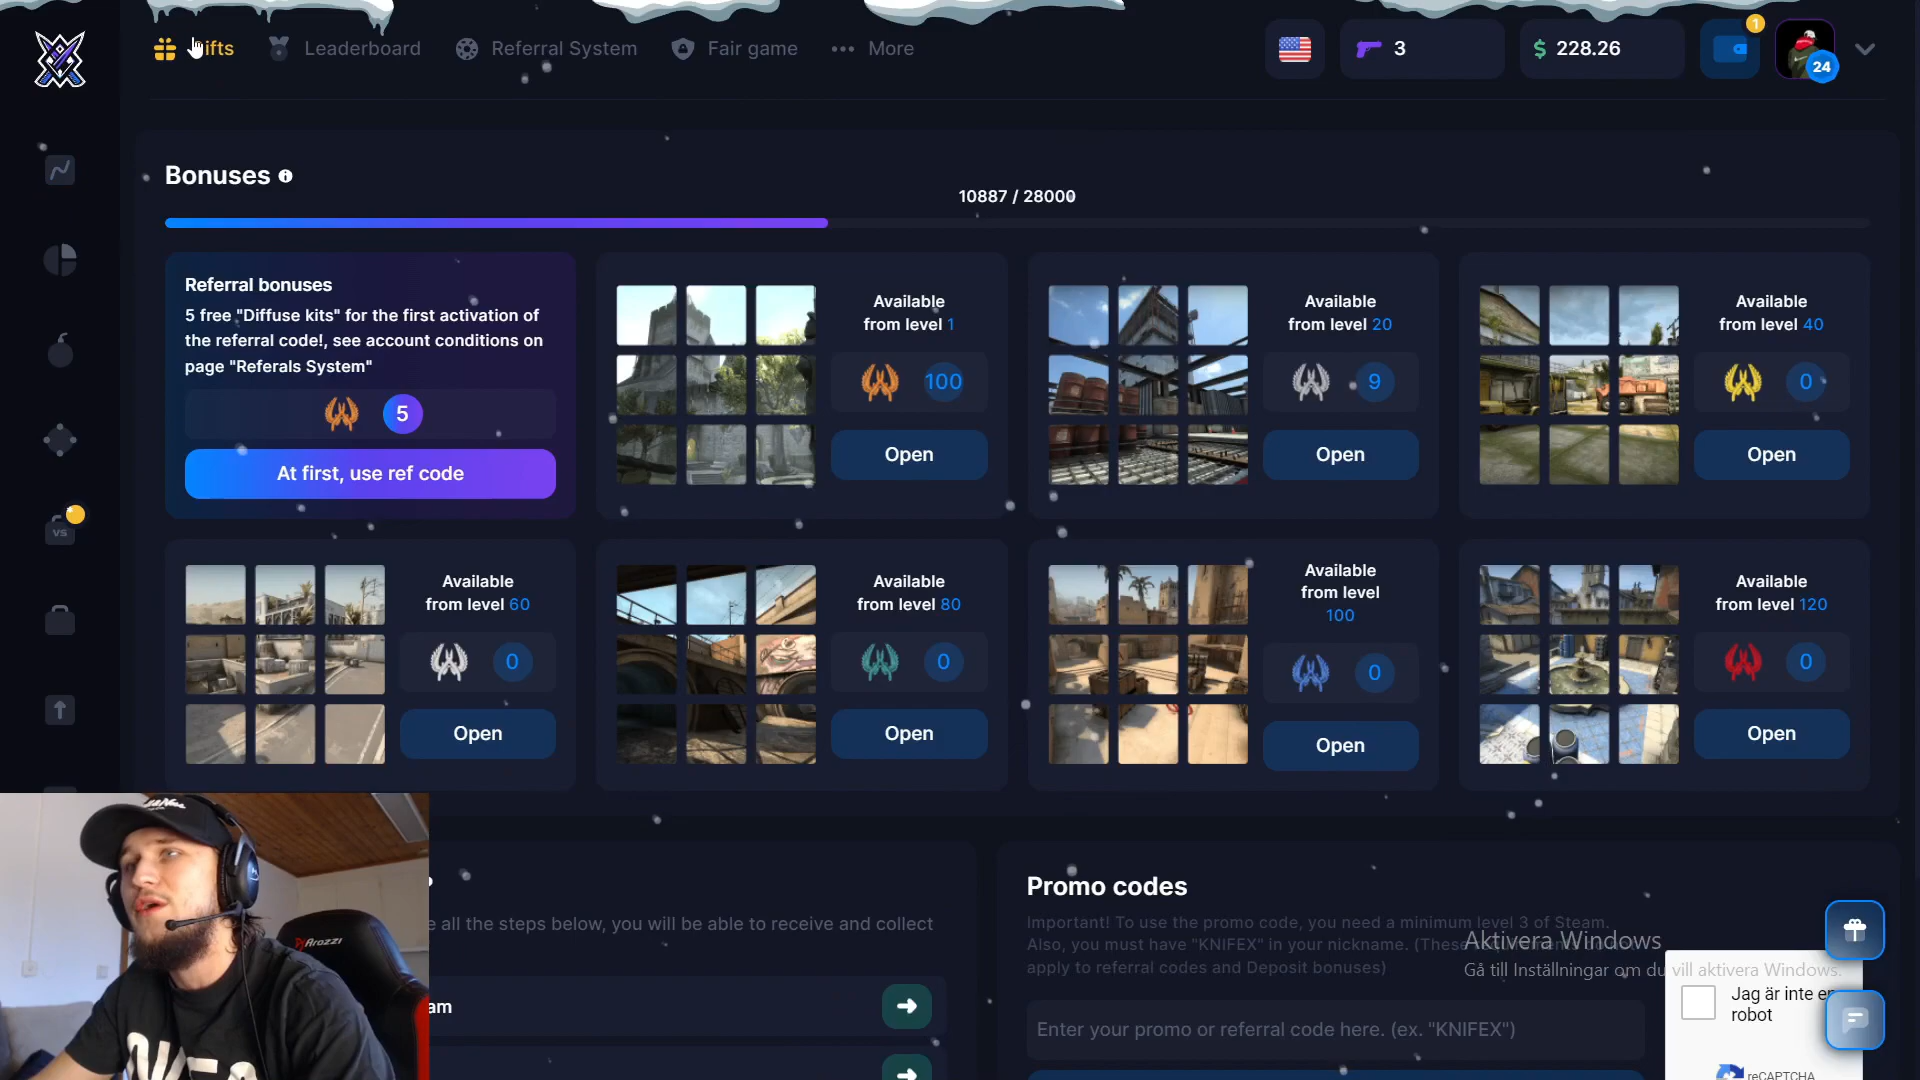 Gifts
Leaderboard
Referral System
Fair game
More
3
$ 228.26
1
24
Bonuses
10887 / 28000
Referral bonuses
5 free "Diffuse kits" for the first activation of
the referral code!, see account conditions on
page "Referals System"
5
At first, use ref code
Available
from level 1
100
Open
Available
from level 20
9
Open
Available
from level 40
0
Open
VS
Available
from level 60
0
Open
Available
from level 80
0
Open
Available
from level
100
0
Open
Available
from level 120
0
Open
all the steps below, you will be able to receive and collect
am
Arozzi
Promo codes
Important! To use the promo code, you need a minimum level 3 of Steam.
Also, you must have "KNIFEX" in your nickname. (These
apply to referral codes and Deposit bonuses)
Enter your promo or referral code here. (ex. "KNIFEX")
Aktivera Windows
Gå till Inställningar om du vill aktivera Windows.
Jag är inte en
robot
reCAPTCHA